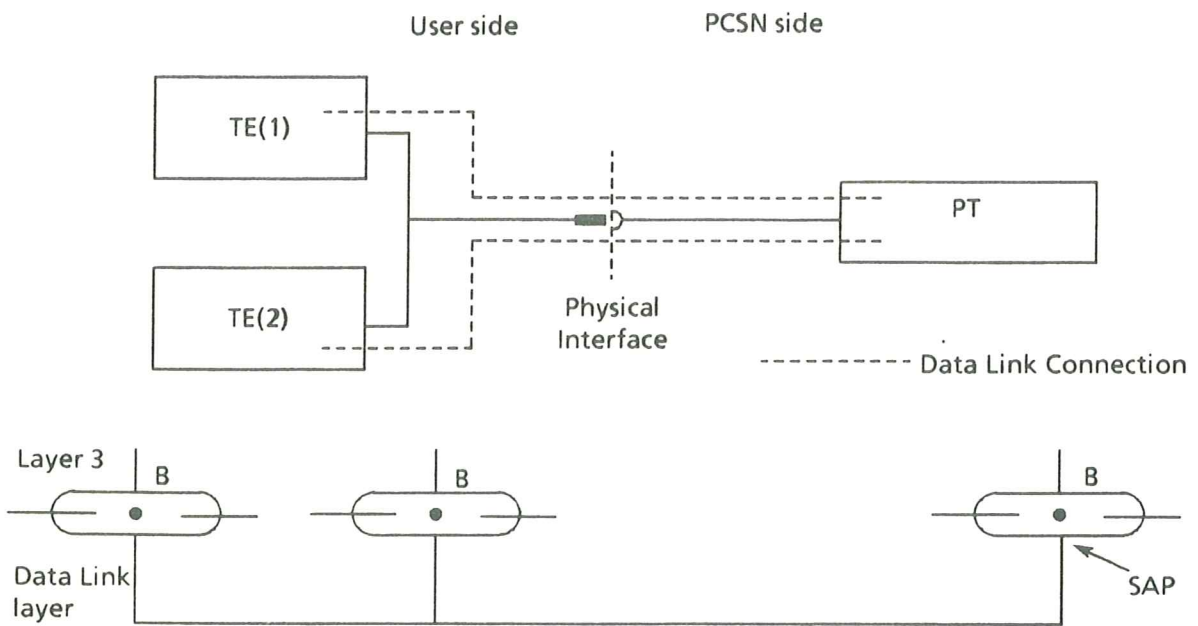 User side
PCSN side
TE(1)
PT
TE(2)
Physical
Interface
Data Link Connection
Layer 3
B
B
B
Data Link
layer
SAP